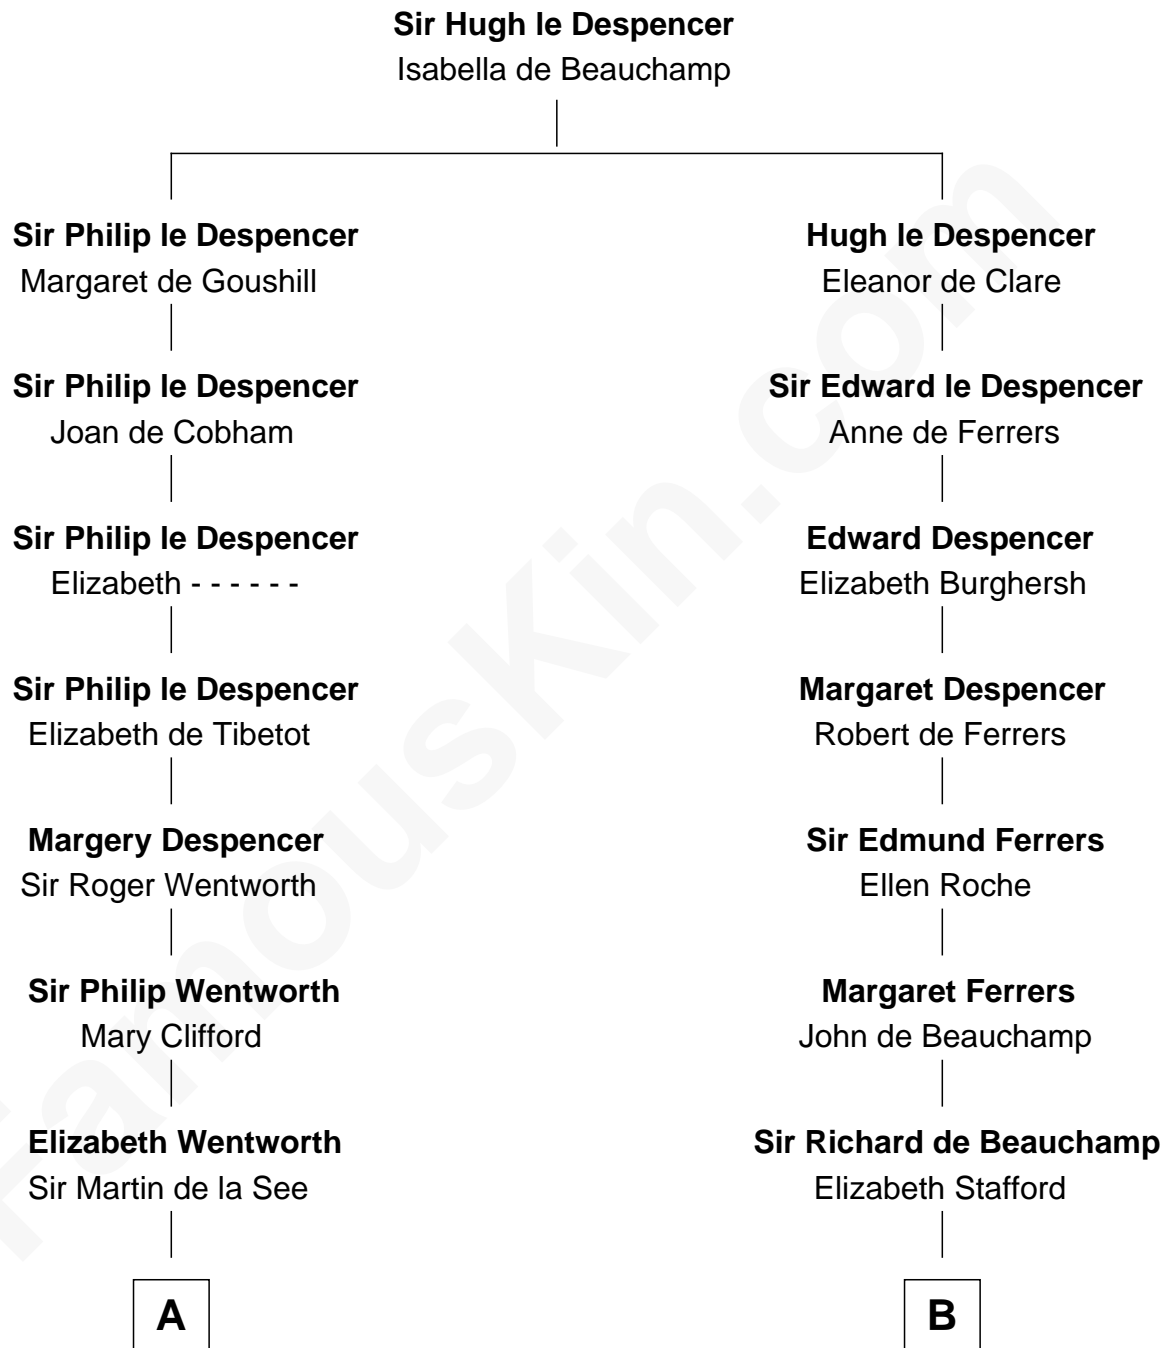 Sir Hugh le Despencer
Isabella de Beauchamp
Sir Philip le Despencer
Margaret de Goushill
Hugh le Despencer
Eleanor de Clare
Sir Philip le Despencer
Joan de Cobham
Sir Edward le Despencer
Anne de Ferrers
Sir Philip le Despencer
Elizabeth - - - - - -
Edward Despencer
Elizabeth Burghersh
Sir Philip le Despencer
Elizabeth de Tibetot
Margaret Despencer
Robert de Ferrers
Margery Despencer
Sir Roger Wentworth
Sir Edmund Ferrers
Ellen Roche
Sir Philip Wentworth
Mary Clifford
Margaret Ferrers
John de Beauchamp
Elizabeth Wentworth
Sir Martin de la See
Sir Richard de Beauchamp
Elizabeth Stafford
A
B
FamousKin.com